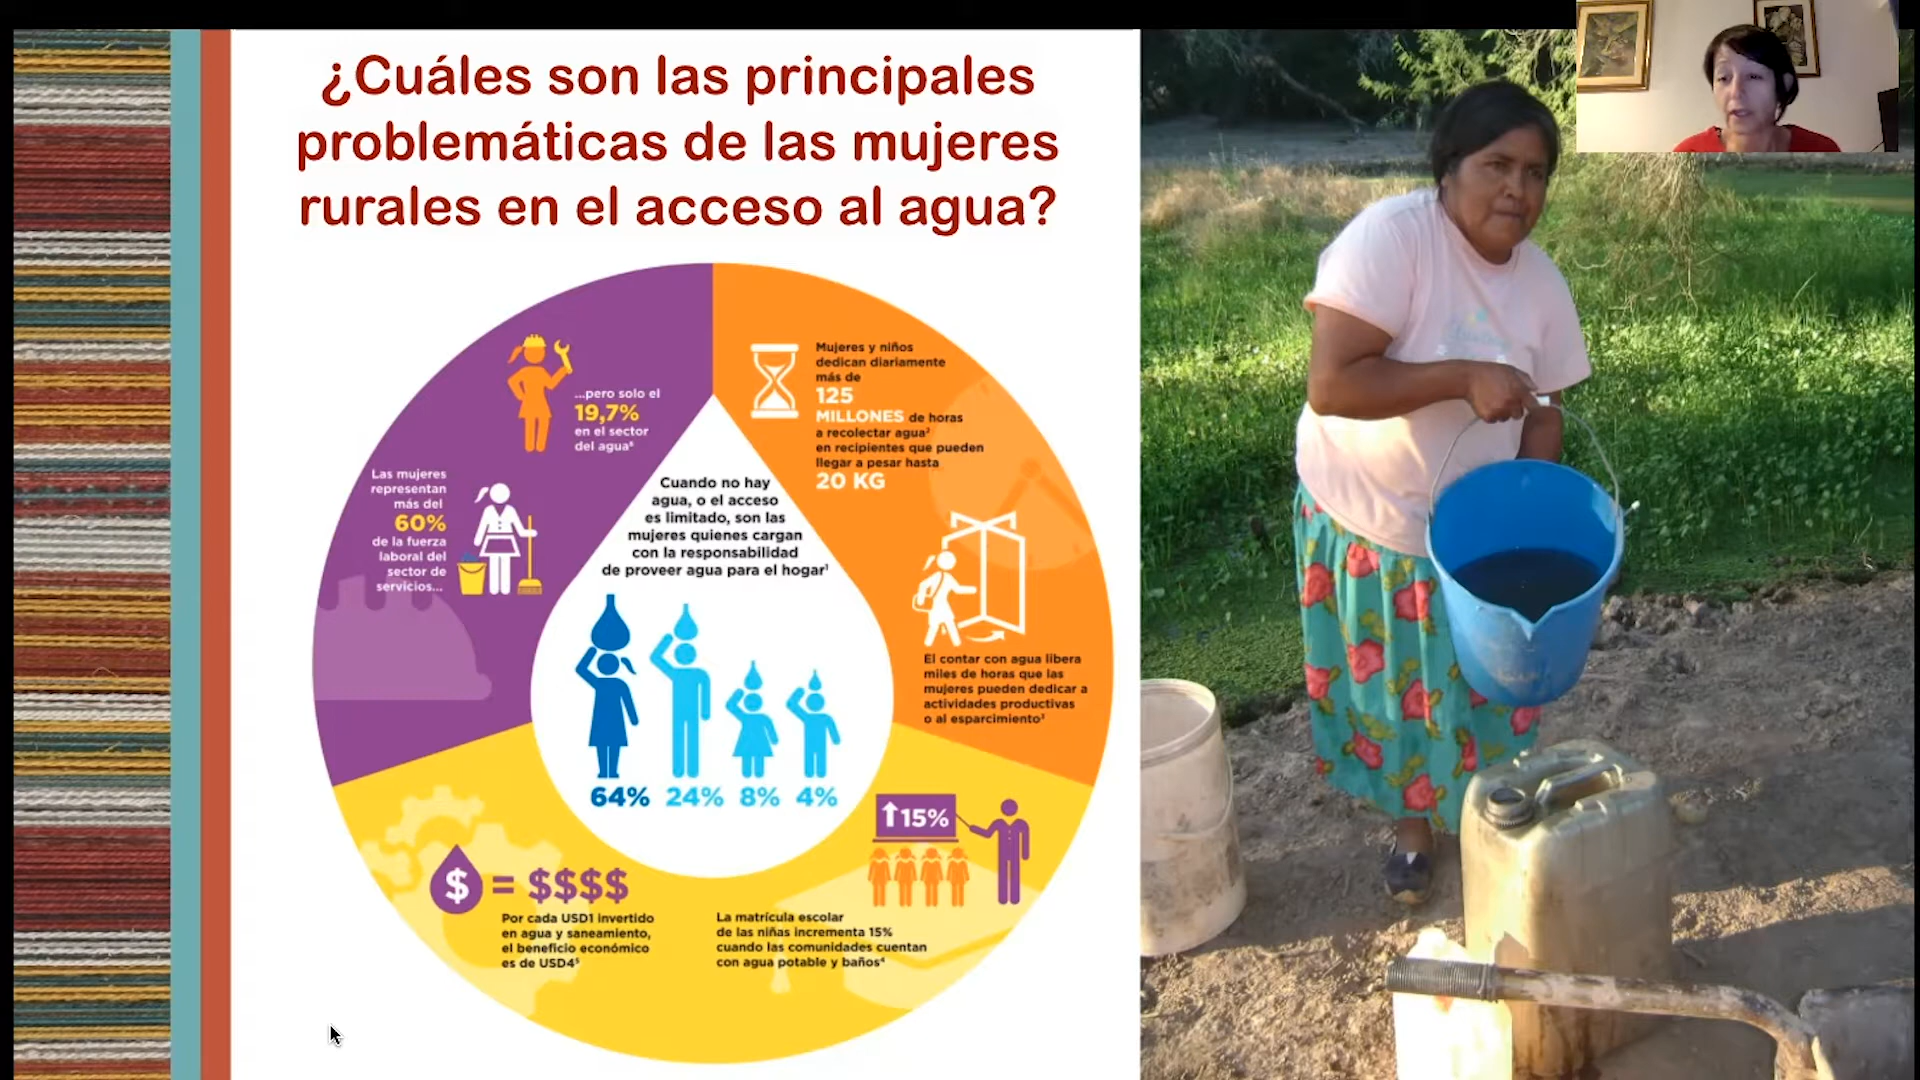 ¿Cuáles son las principales
problemáticas de las mujeres
rurales en el acceso al agua?
...pero solo el
19,7%
en el sector
del agua⁶
Las mujeres
representan
más del
60%
de la fuerza
laboral del
sector de
servicios...
Mujeres y niños
dedican diariamente
más de
125
MILLONES de horas
a recolectar agua²
en recipientes que pueden
llegar a pesar hasta
20 KG
Cuando no hay
agua, o el acceso
es limitado, son las
mujeres quienes cargan
con la responsabilidad
de proveer agua para el hogar¹
64% 24% 8% 4%
El contar con agua libera
miles de horas que las
mujeres pueden dedicar a
actividades productivas
o al esparcimiento³
$ = $$$$
Por cada USD1 invertido
en agua y saneamiento,
el beneficio económico
es de USD4⁵
↑15%
La matrícula escolar
de las niñas incrementa 15%
cuando las comunidades cuentan
con agua potable y baños⁴